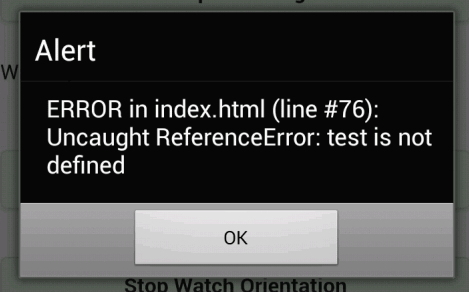 W
Alert
ERROR in index.html (line #76):
Uncaught ReferenceError: test is not
defined
OK
Stop Watch Orientation